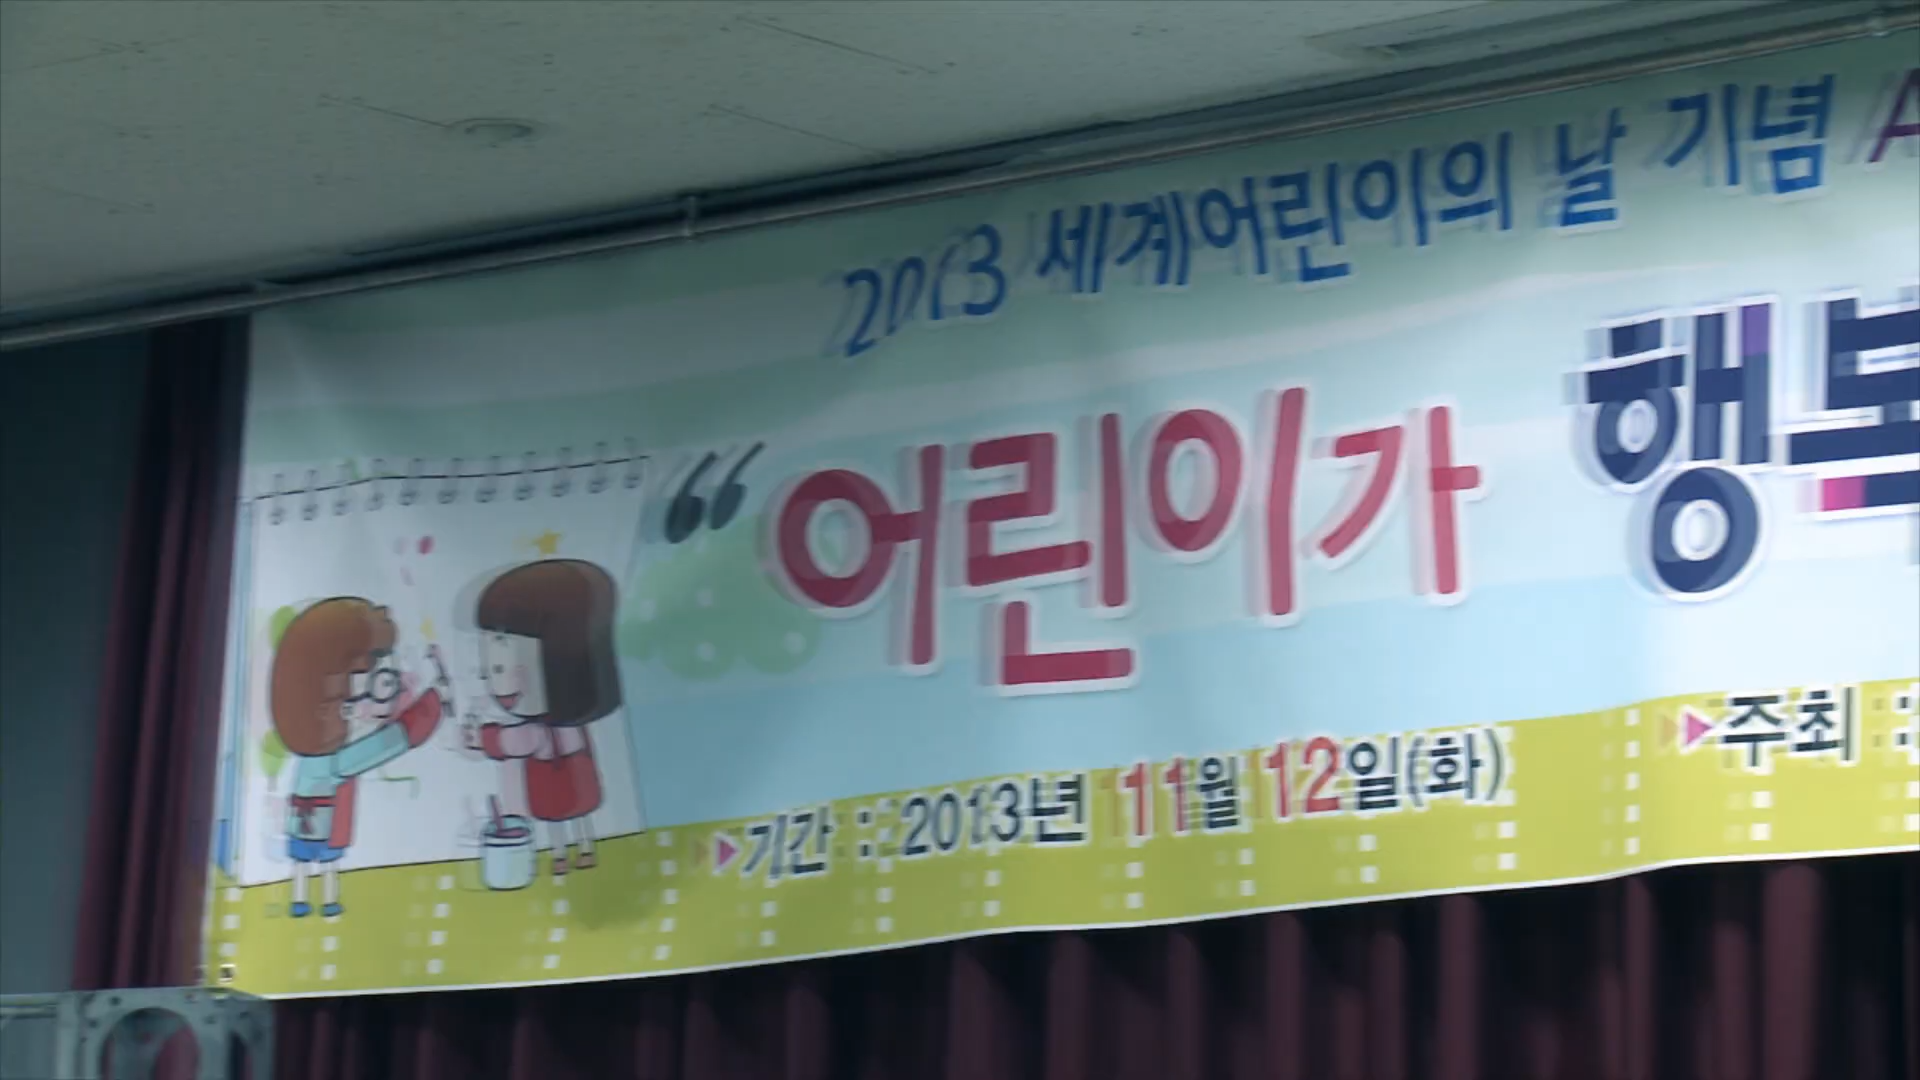 2013 세계어린이의 날 기념
“어린이가 행복
기간 : 2013년 11월 12일(화)
주최 :